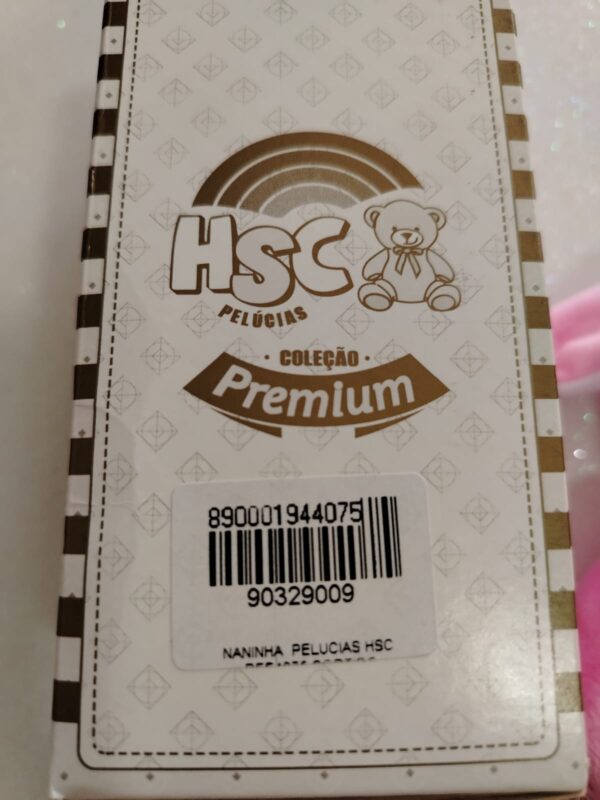 HSC
PELÚCIAS
· COLEÇÃO ·
Premium
890001944075
90329009
NANINHA PELUCIAS HSC